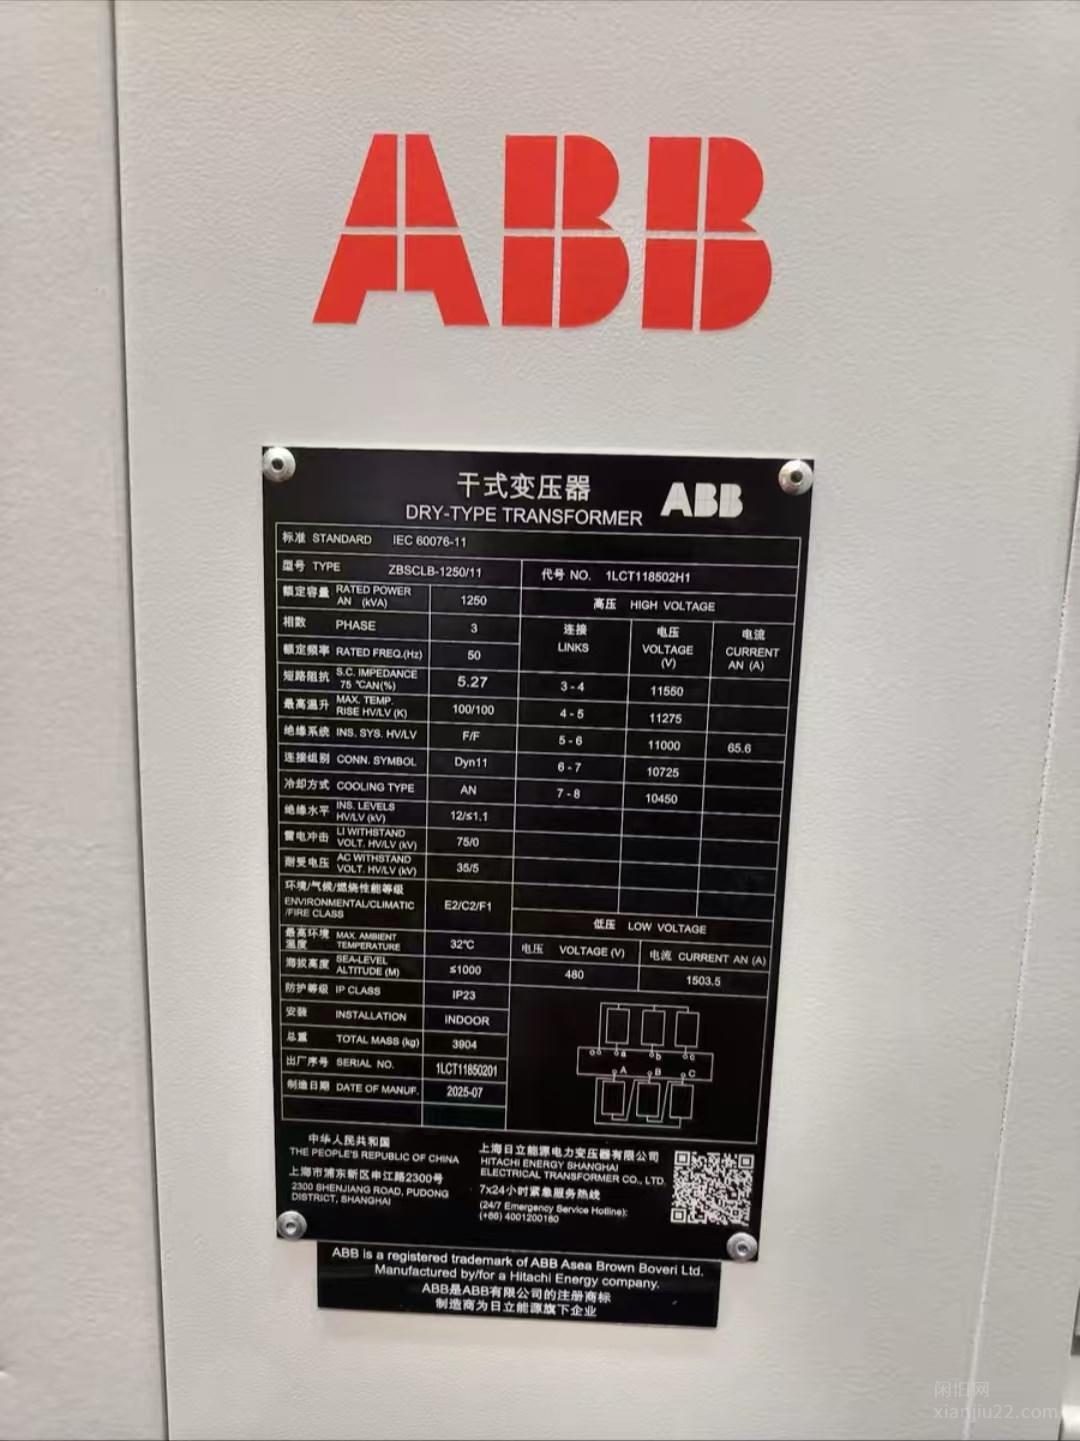 ABB
干式变压器
DRY-TYPE TRANSFORMER
ABB
标准 STANDARD IEC 60076-11
型号 TYPE ZBSCLB-1250/11
代号 NO. 1LCT118502H1
额定容量 RATED POWER AN (kVA) 1250
相数 PHASE 3
额定频率 RATED FREQ.(Hz) 50
短路阻抗 S.C. IMPEDANCE 75 ℃AN(%) 5.27
最高温升 MAX. TEMP. RISE HV/LV (K) 100/100
绝缘系统 INS. SYS. HV/LV F/F
连接组别 CONN. SYMBOL Dyn11
冷却方式 COOLING TYPE AN
绝缘水平 INS. LEVELS HV/LV (kV) 12/≤1.1
雷电冲击 LI WITHSTAND VOLT. HV/LV (kV) 75/0
耐受电压 AC WITHSTAND VOLT. HV/LV (kV) 35/5
环境/气候/燃烧性能等级
ENVIRONMENTAL/CLIMATIC
/FIRE CLASS E2/C2/F1
最高环境温度 MAX. AMBIENT TEMPERATURE 32℃
海拔高度 SEA-LEVEL ALTITUDE (M) ≤1000
防护等级 IP CLASS IP23
安装 INSTALLATION INDOOR
总重 TOTAL MASS (kg) 3904
出厂序号 SERIAL NO. 1LCT11850201
制造日期 DATE OF MANUF. 2025-07
高压 HIGH VOLTAGE
连接 LINKS 电压 VOLTAGE (V) 电流 CURRENT AN (A)
3-4 11550
4-5 11275
5-6 11000 65.6
6-7 10725
7-8 10450
低压 LOW VOLTAGE
电压 VOLTAGE (V) 电流 CURRENT AN (A)
480 1503.5
o a b c
A B C
中华人民共和国
THE PEOPLE'S REPUBLIC OF CHINA
上海市浦东新区申江路2300号
2300 SHENJIANG ROAD, PUDONG
DISTRICT, SHANGHAI
上海日立能源电力变压器有限公司
HITACHI ENERGY SHANGHAI
ELECTRICAL TRANSFORMER CO., LTD.
7x24小时紧急服务热线
(24/7 Emergency Service Hotline):
(+86) 4001200180
ABB is a registered trademark of ABB Asea Brown Boveri Ltd.
Manufactured by/for a Hitachi Energy company.
ABB是ABB有限公司的注册商标
制造商为日立能源旗下企业
闲旧网
xianjiu22.com